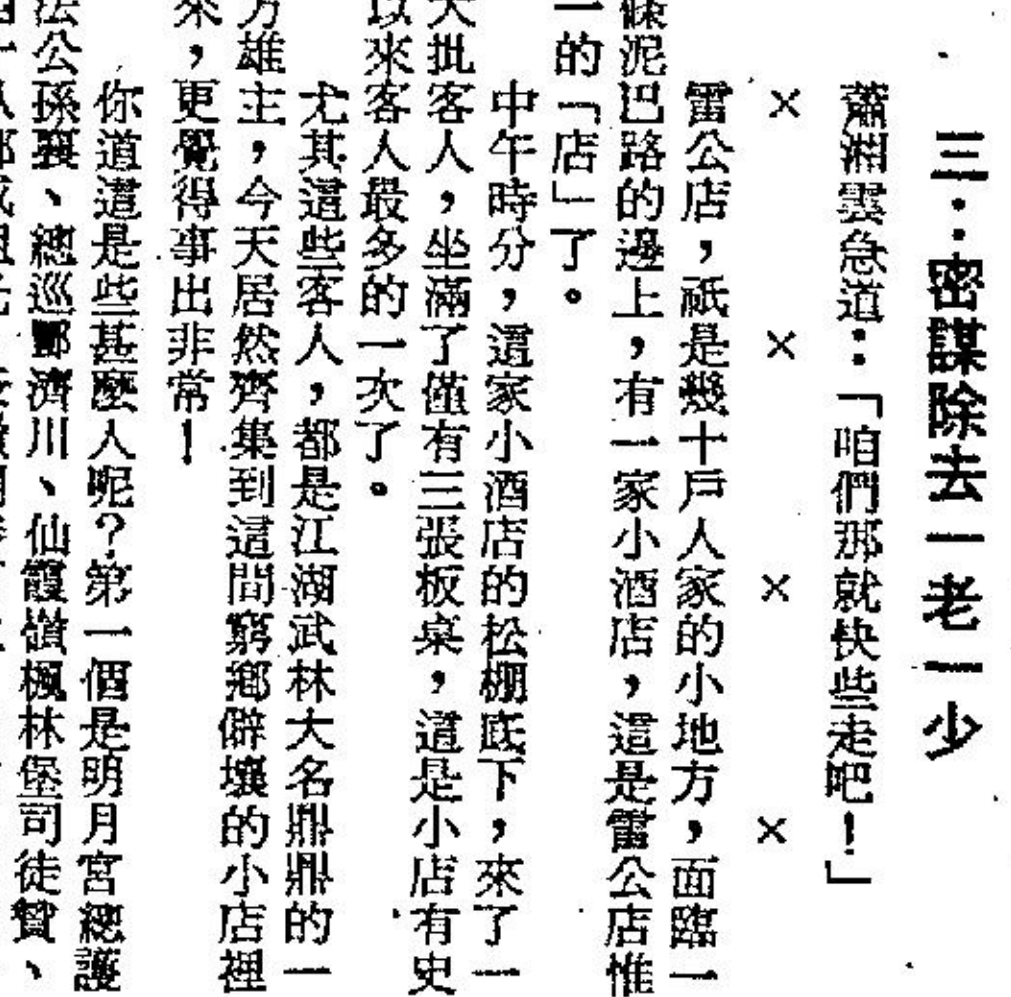 三：密謀除去一老一少
蕭湘雲急道：「咱們那就快些走吧！」
×　×　×　×
雷公店，祇是幾十戶人家的小地方，面臨一
條泥巴路的邊上，有一家小酒店，這是雷公店惟
一的「店」了。
中午時分，這家小酒店的松棚底下，來了一
大批客人，坐滿了僅有三張板桌，這是小店有史
以來客人最多的一次了。
尤其這些客人，都是江湖武林大名鼎鼎的一
方雄主，今天居然齊集到這間窮鄉僻壤的小店裡
來，更覺得事出非常！
你道這是些甚麼人呢？第一個是明月宮總護
法公孫襄、總巡酆濟川、仙霞嶺楓林堡司徒贊、